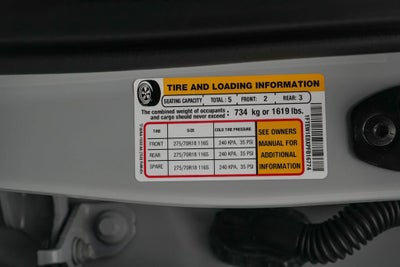 TIRE AND LOADING INFORMATION
SEATING CAPACITY TOTAL : 5 FRONT: 2 REAR: 3
The combined weight of occupants and cargo should never exceed : 734 kg or 1619 lbs.
TIRE SIZE COLD TIRE PRESSURE
FRONT 275/70R18 116S 240 KPA, 35 PSI
REAR 275/70R18 116S 240 KPA, 35 PSI
SPARE 275/70R18 116S 240 KPA, 35 PSI
SEE OWNERS
MANUAL FOR
ADDITIONAL
INFORMATION